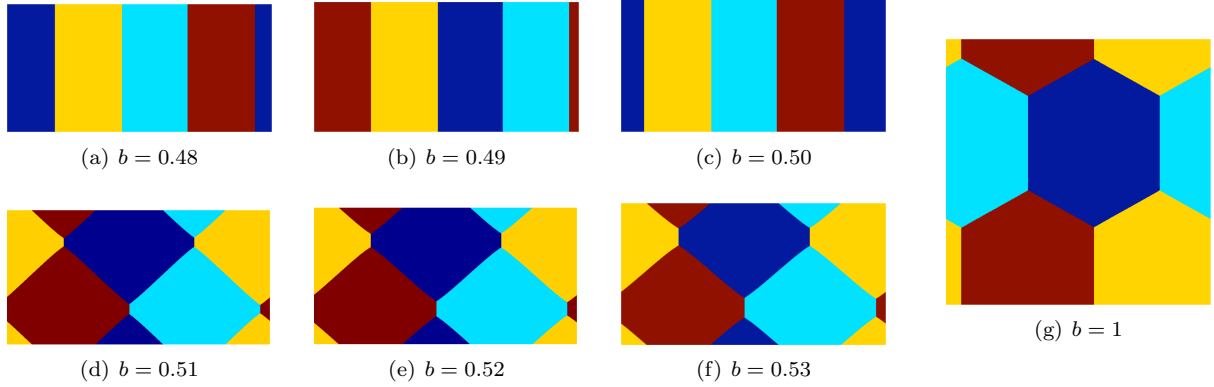 (a) b = 0.48
(b) b = 0.49
(c) b = 0.50
(g) b = 1
(d) b = 0.51
(e) b = 0.52
(f) b = 0.53